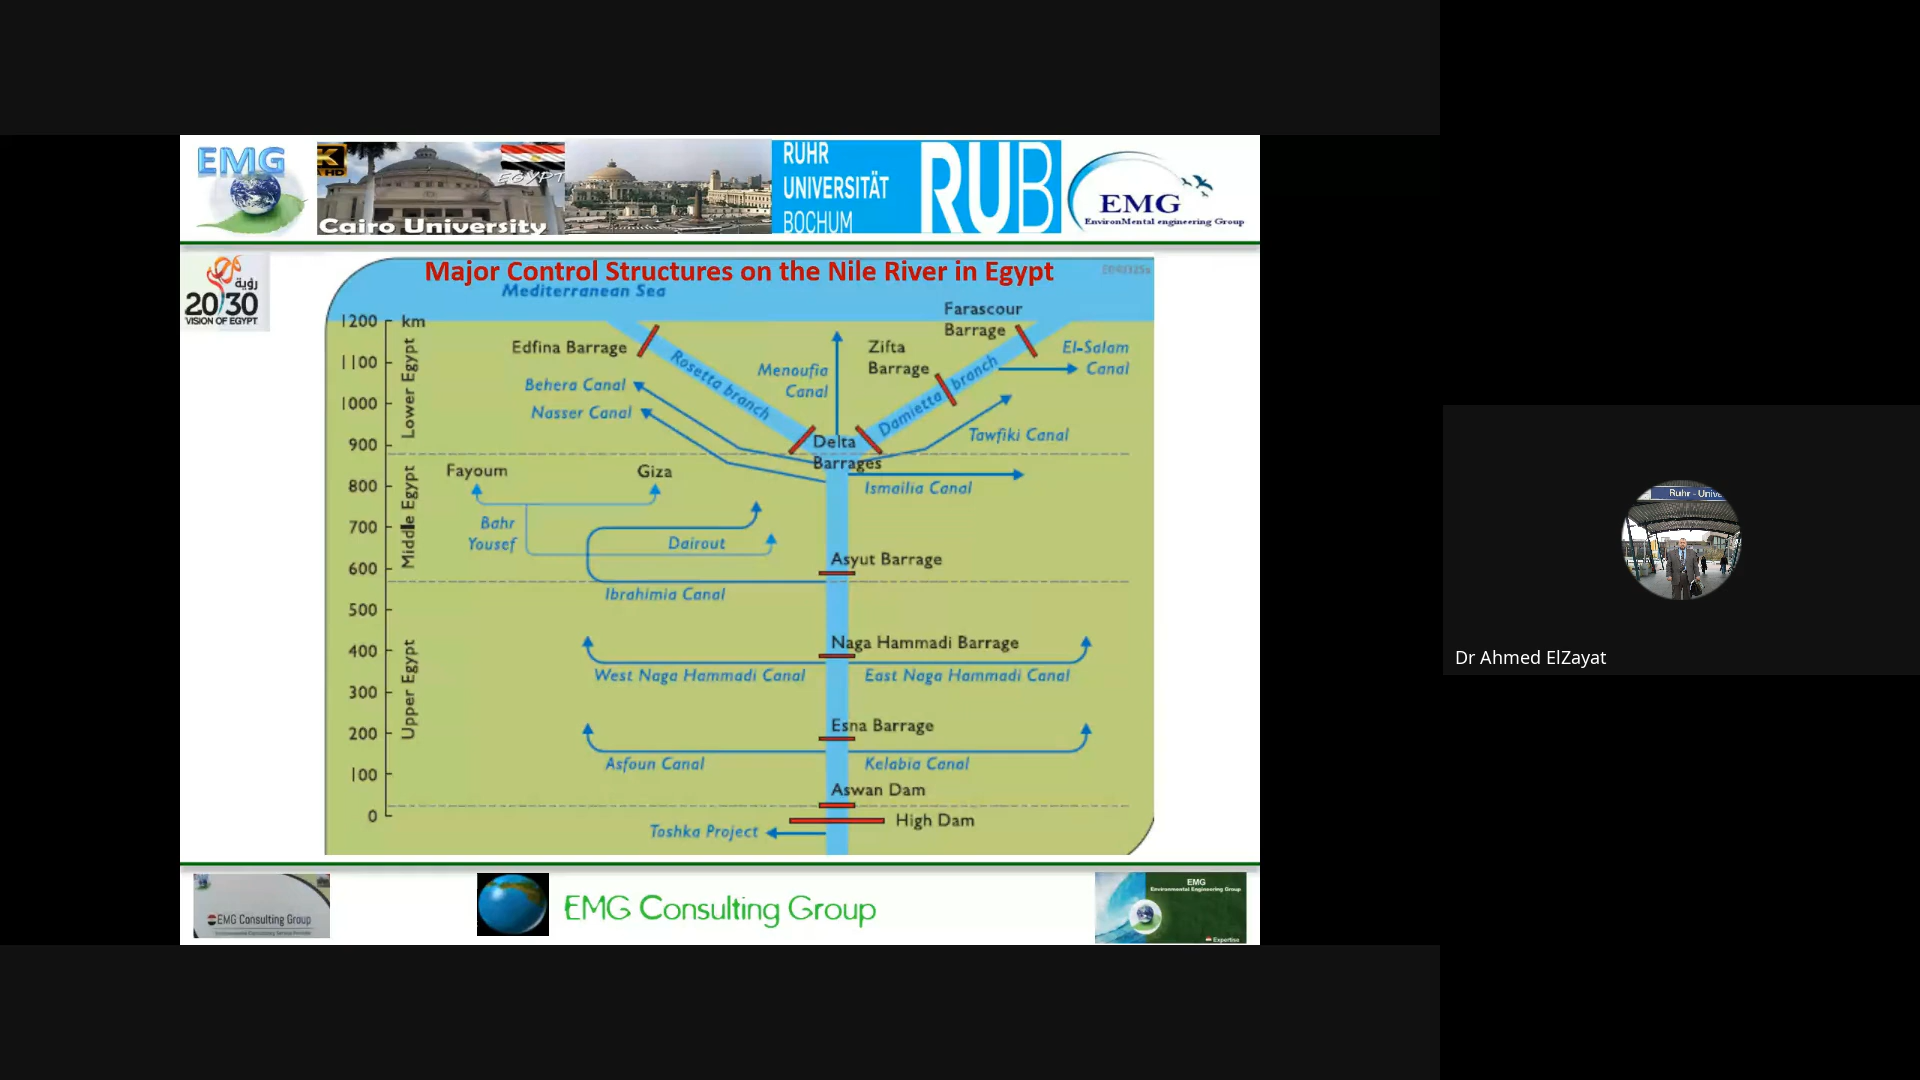 EMG
K
HD
EGYPT
Cairo University
RUHR
UNIVERSITÄT
BOCHUM
RUB
EMG
EnvironMental engineering Group
رؤية
2030
VISION OF EGYPT
Major Control Structures on the Nile River in Egypt
Mediterranean Sea
1200 km
1100
1000
900
800
700
600
500
400
300
200
100
0
Lower Egypt
Middle Egypt
Upper Egypt
Farascour
Barrage
Edfina Barrage
Rosetta branch
Menoufia
Canal
Zifta
Barrage
Damietta branch
El-Salam
Canal
Behera Canal
Nasser Canal
Tawfiki Canal
Delta
Barrages
Ismailia Canal
Fayoum
Giza
Bahr
Yousef
Dairout
Asyut Barrage
Ibrahimia Canal
Naga Hammadi Barrage
West Naga Hammadi Canal
East Naga Hammadi Canal
Esna Barrage
Asfoun Canal
Kelabia Canal
Aswan Dam
High Dam
Toshka Project
EMG Consulting Group
EMG Consulting Group
EMG
Environmental Engineering Group
Expertise
Ruhr - Unive
Dr Ahmed ElZayat